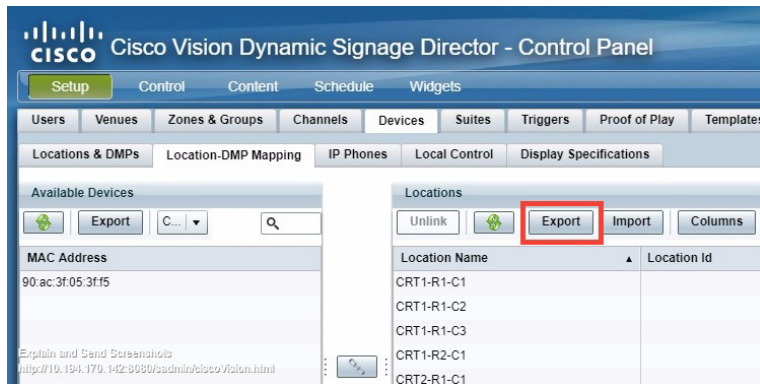 CISCO Cisco Vision Dynamic Signage Director - Control Panel
Setup Control Content Schedule Widgets
Users Venues Zones & Groups Channels Devices Suites Triggers Proof of Play Templates
Locations & DMPs Location-DMP Mapping IP Phones Local Control Display Specifications
Available Devices Locations
Export C... Unlink Export Import Columns
MAC Address Location Name Location Id
90:ac:3f:05:3f:f5 CRT1-R1-C1
CRT1-R1-C2
CRT1-R1-C3
Explain and Send Screenshots CRT1-R2-C1
http://10.194.170.142:8080/sadmin/ciscoVision.html
CRT2-R1-C1